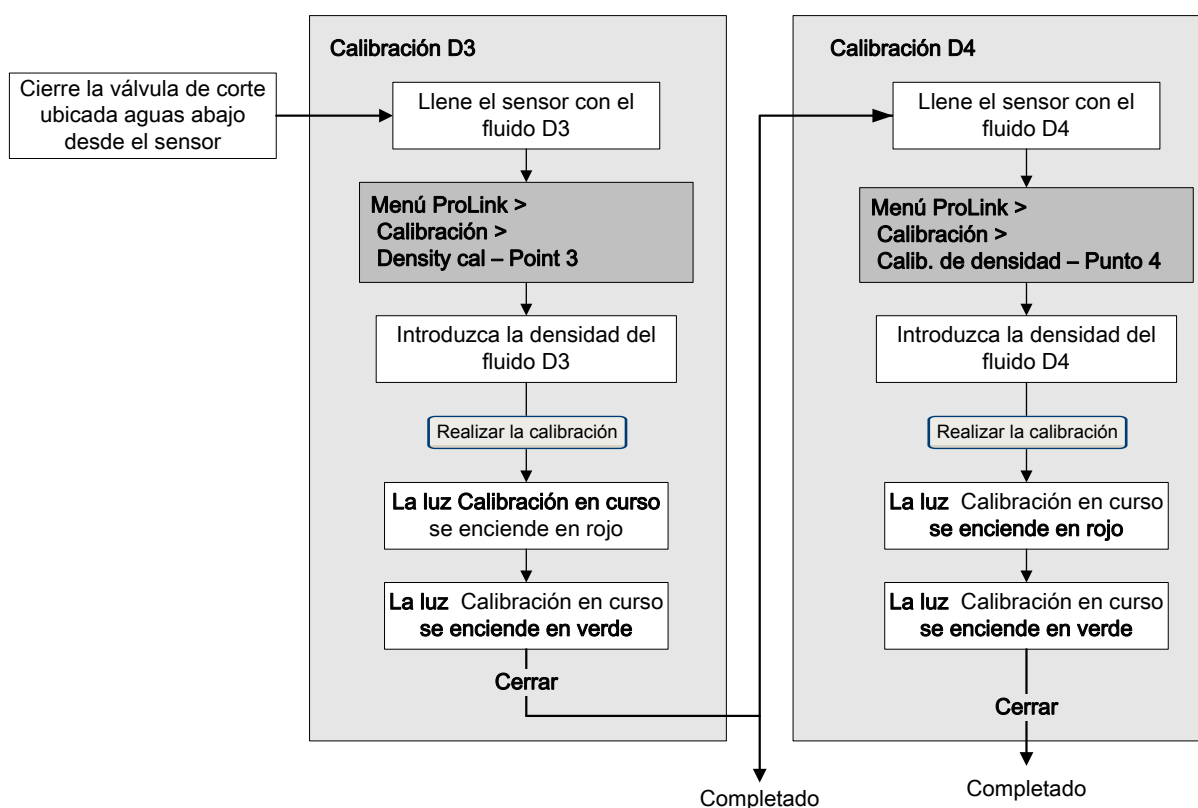 Cierre la válvula de corte
ubicada aguas abajo
desde el sensor
Calibración D3
Llene el sensor con el
fluido D3
Menú ProLink >
Calibración >
Density cal – Point 3
Introduzca la densidad del
fluido D3
Realizar la calibración
La luz Calibración en curso
se enciende en rojo
La luz Calibración en curso
se enciende en verde
Cerrar
Completado
Calibración D4
Llene el sensor con el
fluido D4
Menú ProLink >
Calibración >
Calib. de densidad – Punto 4
Introduzca la densidad del
fluido D4
Realizar la calibración
La luz Calibración en curso
se enciende en rojo
La luz Calibración en curso
se enciende en verde
Cerrar
Completado